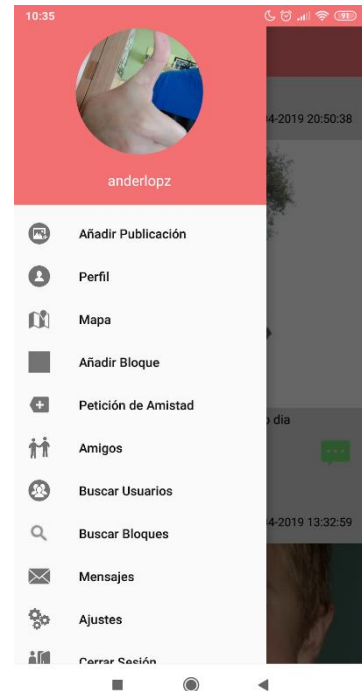 10:35
91
anderlopz
4-2019 20:50:38
Añadir Publicación
Perfil
Mapa
Añadir Bloque
Petición de Amistad
o dia
Amigos
Buscar Usuarios
4-2019 13:32:59
Buscar Bloques
Mensajes
Ajustes
Cerrar Sesión